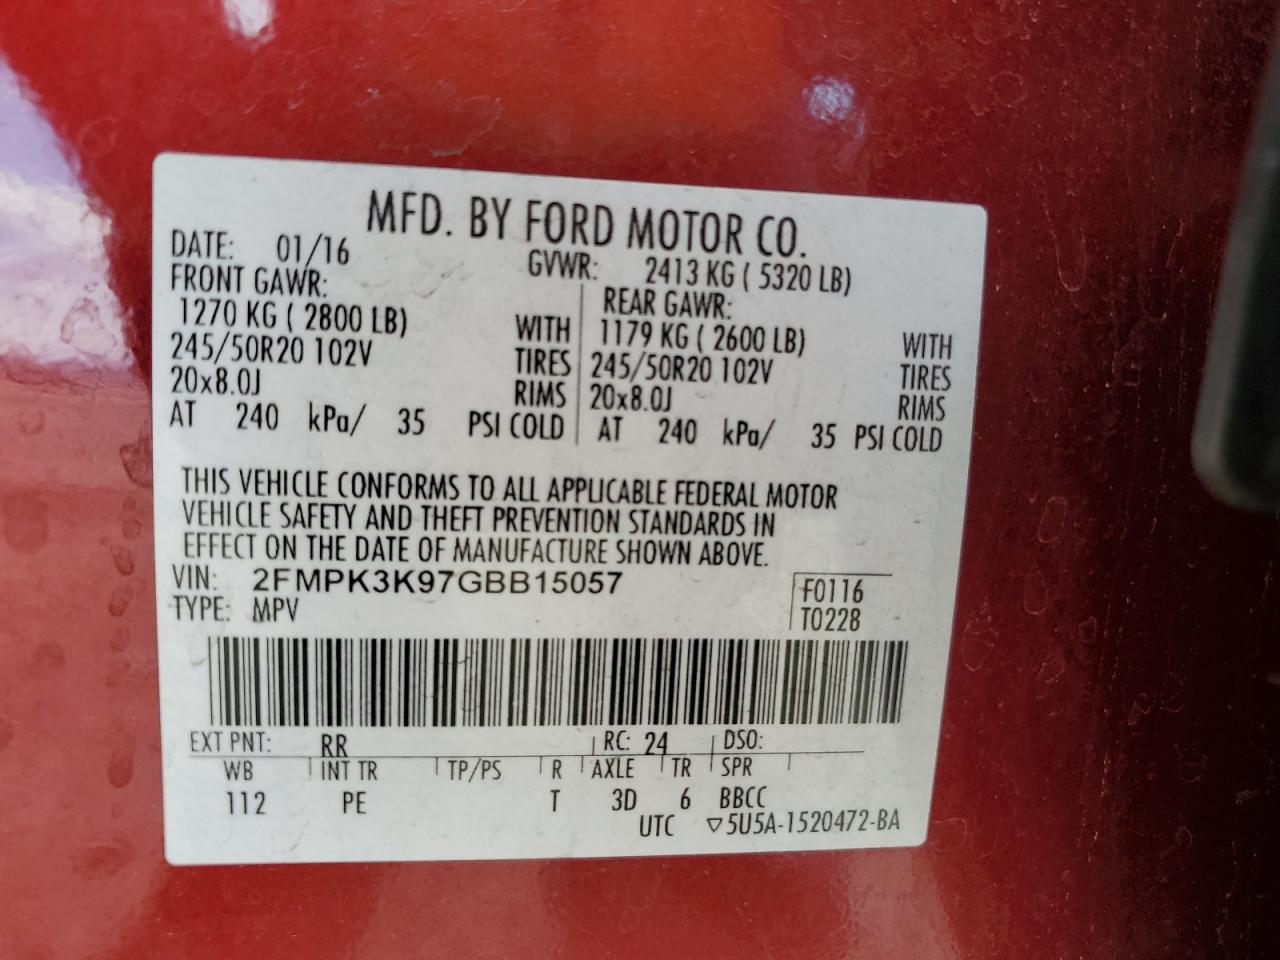 MFD. BY FORD MOTOR CO.
DATE: 01/16 GVWR: 2413 KG ( 5320 LB)
FRONT GAWR: REAR GAWR:
1270 KG ( 2800 LB) WITH 1179 KG ( 2600 LB) WITH
245/50R20 102V TIRES 245/50R20 102V TIRES
20x8.0J RIMS 20x8.0J RIMS
AT 240 kPa/ 35 PSI COLD AT 240 kPa/ 35 PSI COLD
THIS VEHICLE CONFORMS TO ALL APPLICABLE FEDERAL MOTOR
VEHICLE SAFETY AND THEFT PREVENTION STANDARDS IN
EFFECT ON THE DATE OF MANUFACTURE SHOWN ABOVE.
VIN: 2FMPK3K97GBB15057 F0116
TYPE: MPV T0228
EXT PNT: RR RC: 24 DSO:
WB INT TR TP/PS R AXLE TR SPR
112 PE T 3D 6 BBCC
UTC ▽5U5A-1520472-BA